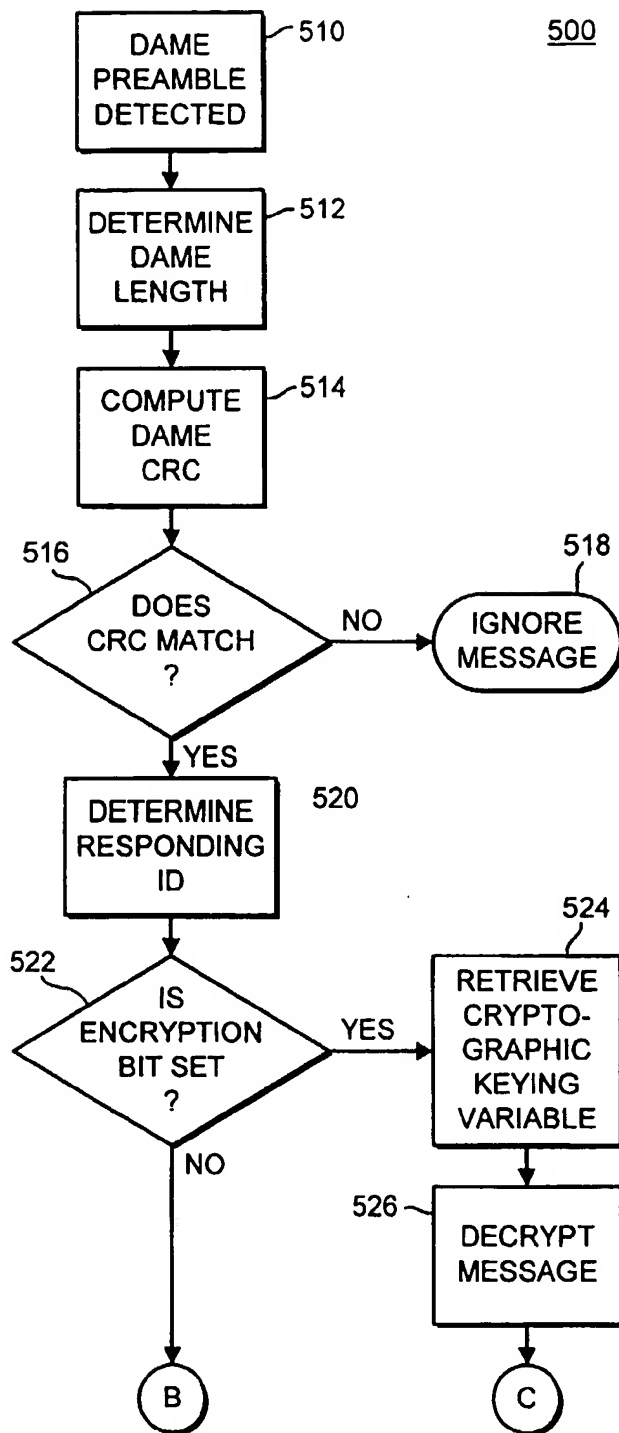 510
500
DAME
PREAMBLE
DETECTED
512
DETERMINE
DAME
LENGTH
514
COMPUTE
DAME
CRC
516
DOES
CRC MATCH
?
NO
518
IGNORE
MESSAGE
YES
DETERMINE
RESPONDING
ID
520
522
IS
ENCRYPTION
BIT SET
?
YES
524
RETRIEVE
CRYPTO-
GRAPHIC
KEYING
VARIABLE
NO
526
DECRYPT
MESSAGE
B
C